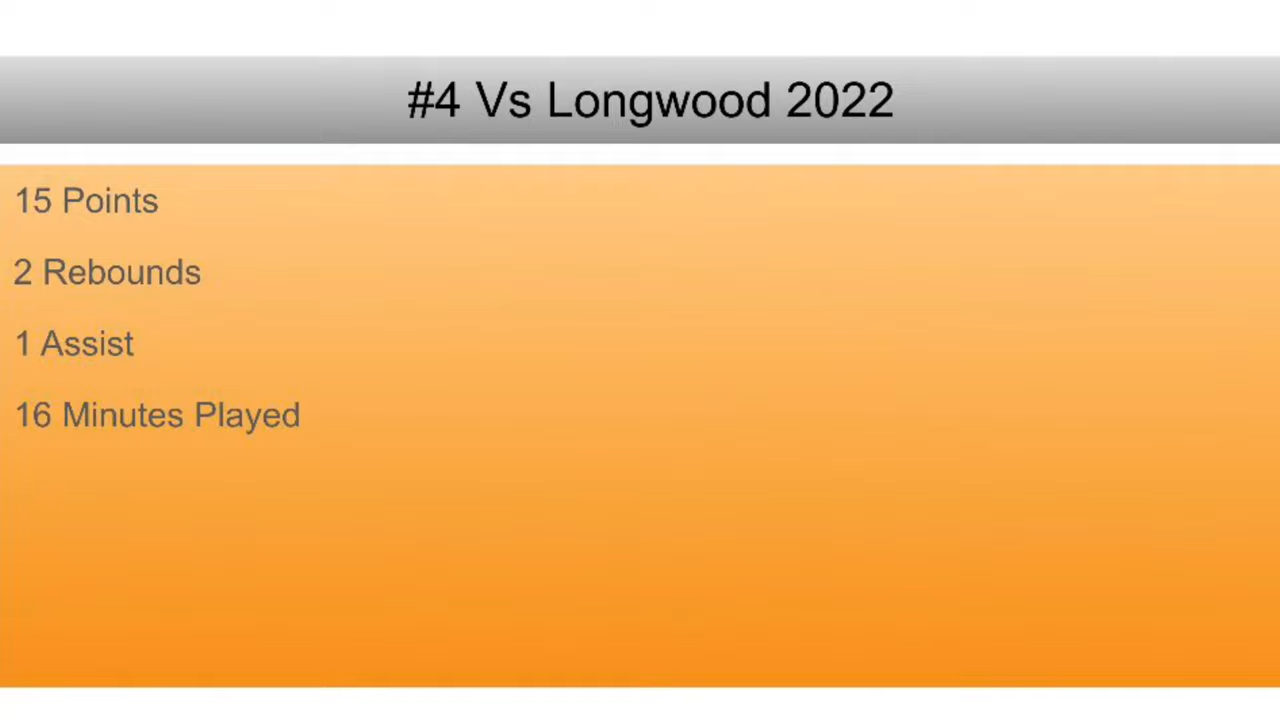 #4 Vs Longwood 2022
15 Points
2 Rebounds
1 Assist
16 Minutes Played